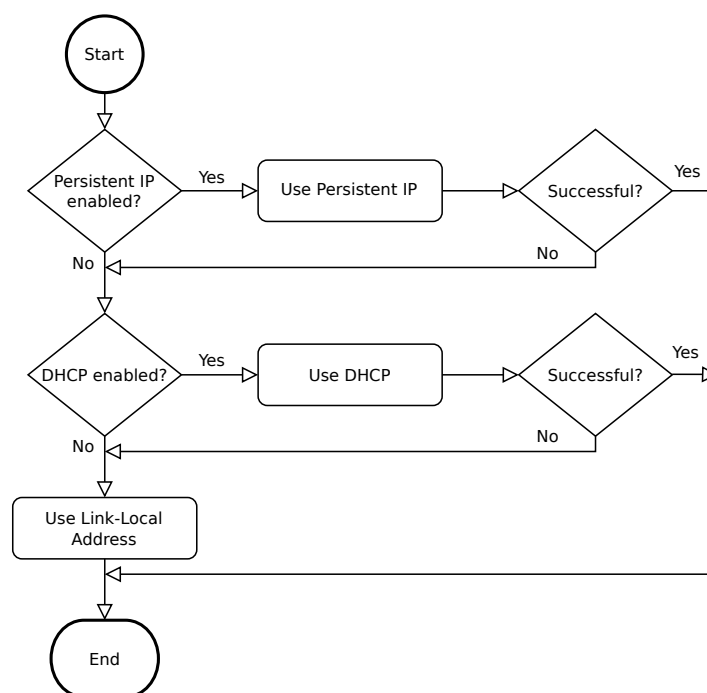 Start
Persistent IP
enabled?
Yes
Use Persistent IP
Successful?
Yes
No
No
DHCP enabled?
Yes
Use DHCP
Successful?
Yes
No
No
Use Link-Local
Address
End